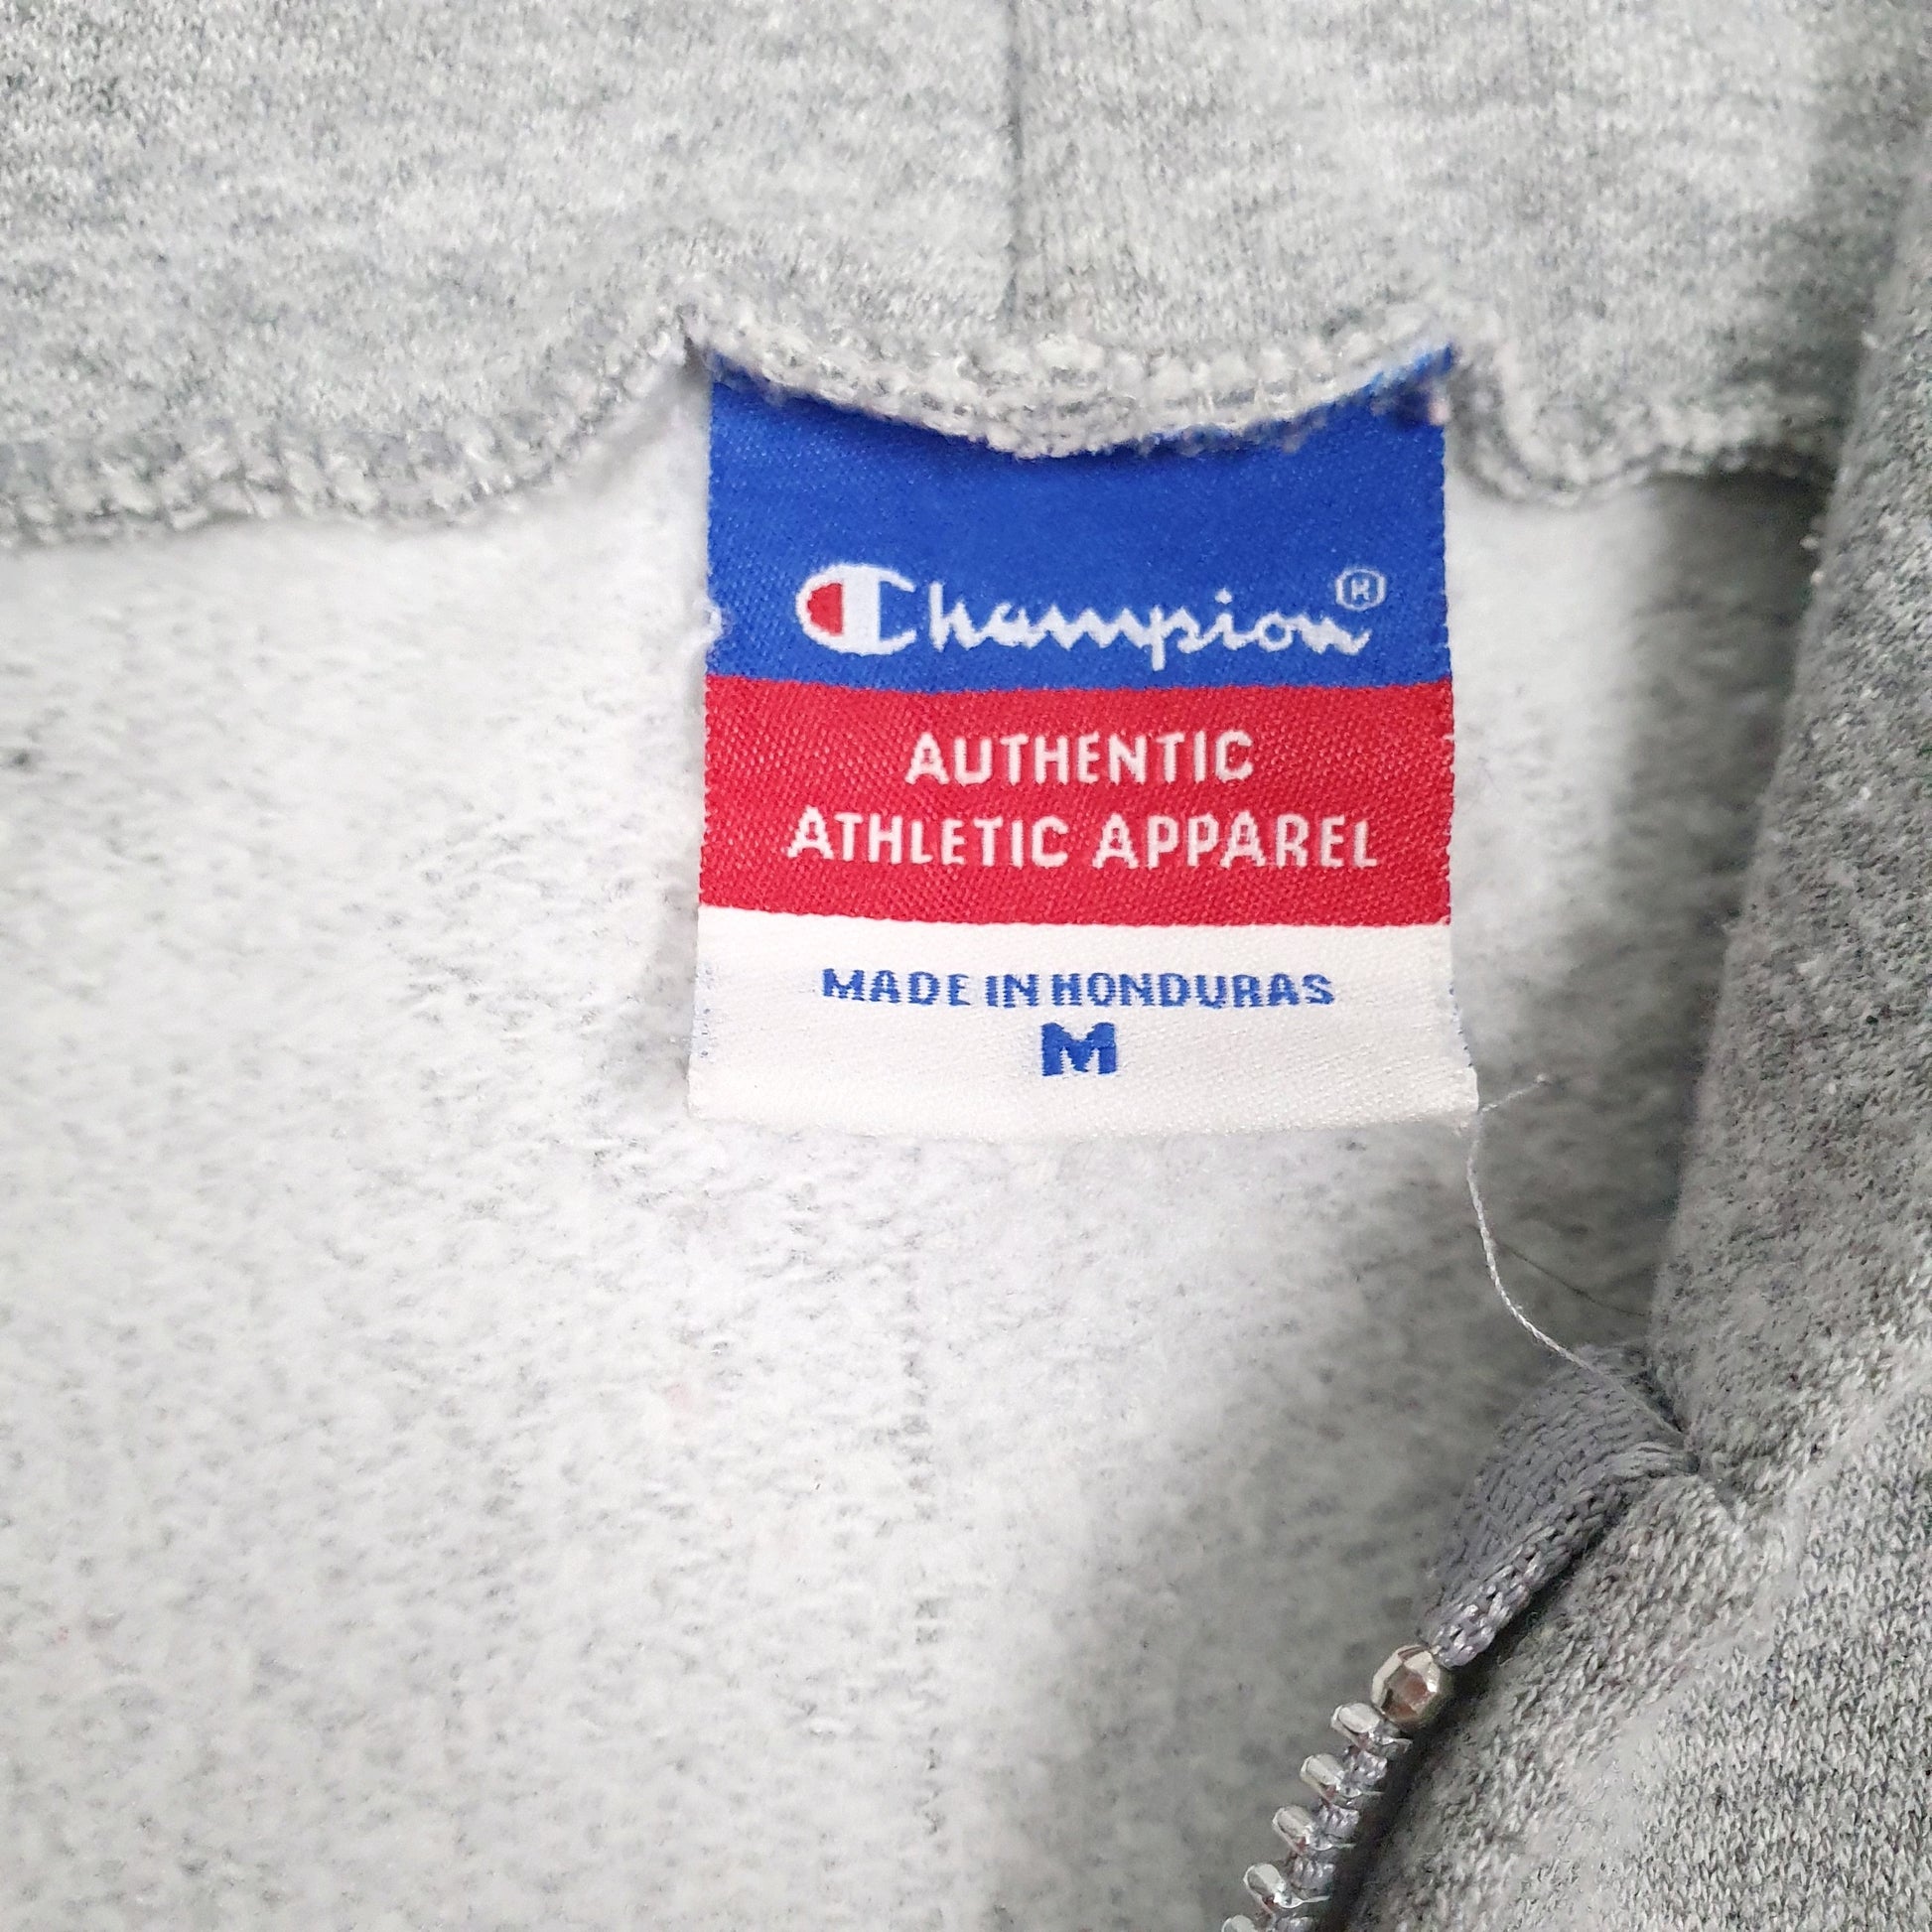 Champion®
AUTHENTIC
ATHLETIC APPAREL
MADE IN HONDURAS
M